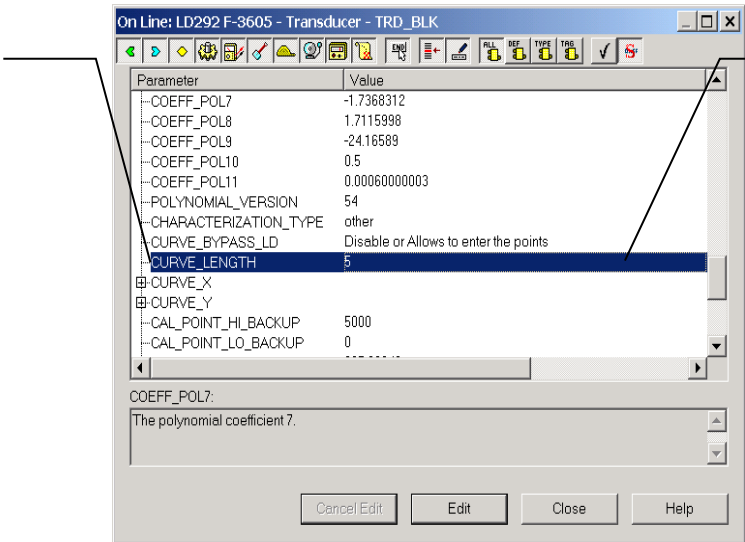 On Line: LD292 F-3605 - Transducer - TRD_BLK
END ALL DEF TYPE TAG
Parameter Value
COEFF_POL7 -1.7368312
COEFF_POL8 1.7115998
COEFF_POL9 -24.16589
COEFF_POL10 0.5
COEFF_POL11 0.00060000003
POLYNOMIAL_VERSION 54
CHARACTERIZATION_TYPE other
CURVE_BYPASS_LD Disable or Allows to enter the points
CURVE_LENGTH 5
CURVE_X
CURVE_Y
CAL_POINT_HI_BACKUP 5000
CAL_POINT_LO_BACKUP 0
COEFF_POL7:
The polynomial coefficient 7.
Cancel Edit Edit Close Help